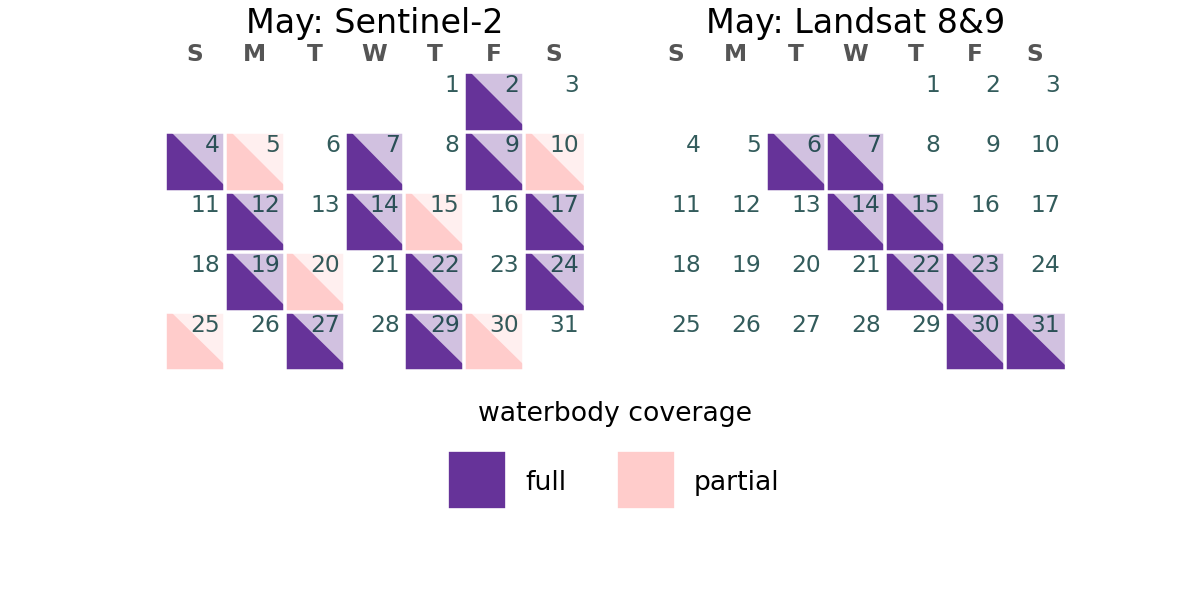 May: Sentinel-2
S M T W T F S
1 2 3
4 5 6 7 8 9 10
11 12 13 14 15 16 17
18 19 20 21 22 23 24
25 26 27 28 29 30 31
May: Landsat 8&9
S M T W T F S
1 2 3
4 5 6 7 8 9 10
11 12 13 14 15 16 17
18 19 20 21 22 23 24
25 26 27 28 29 30 31
waterbody coverage
full partial